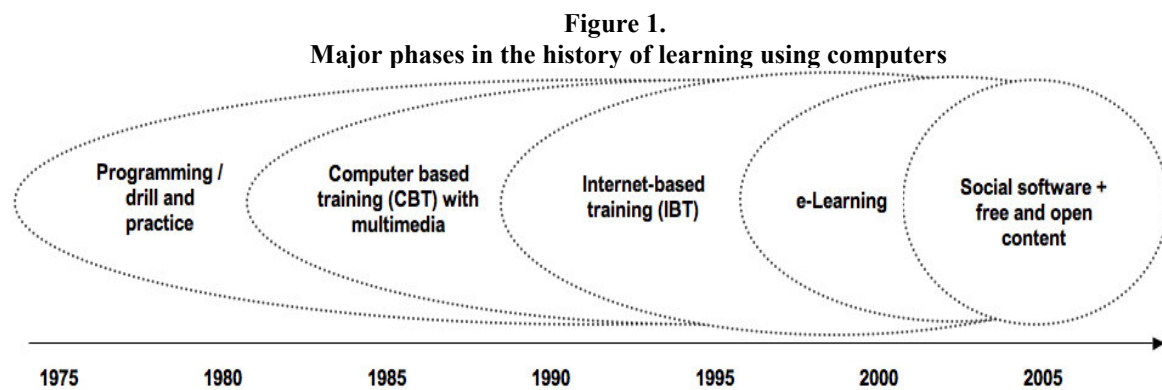 Figure 1.
Major phases in the history of learning using computers
Programming /
drill and
practice
Computer based
training (CBT) with
multimedia
Internet-based
training (IBT)
e-Learning
Social software +
free and open
content
1975 1980 1985 1990 1995 2000 2005